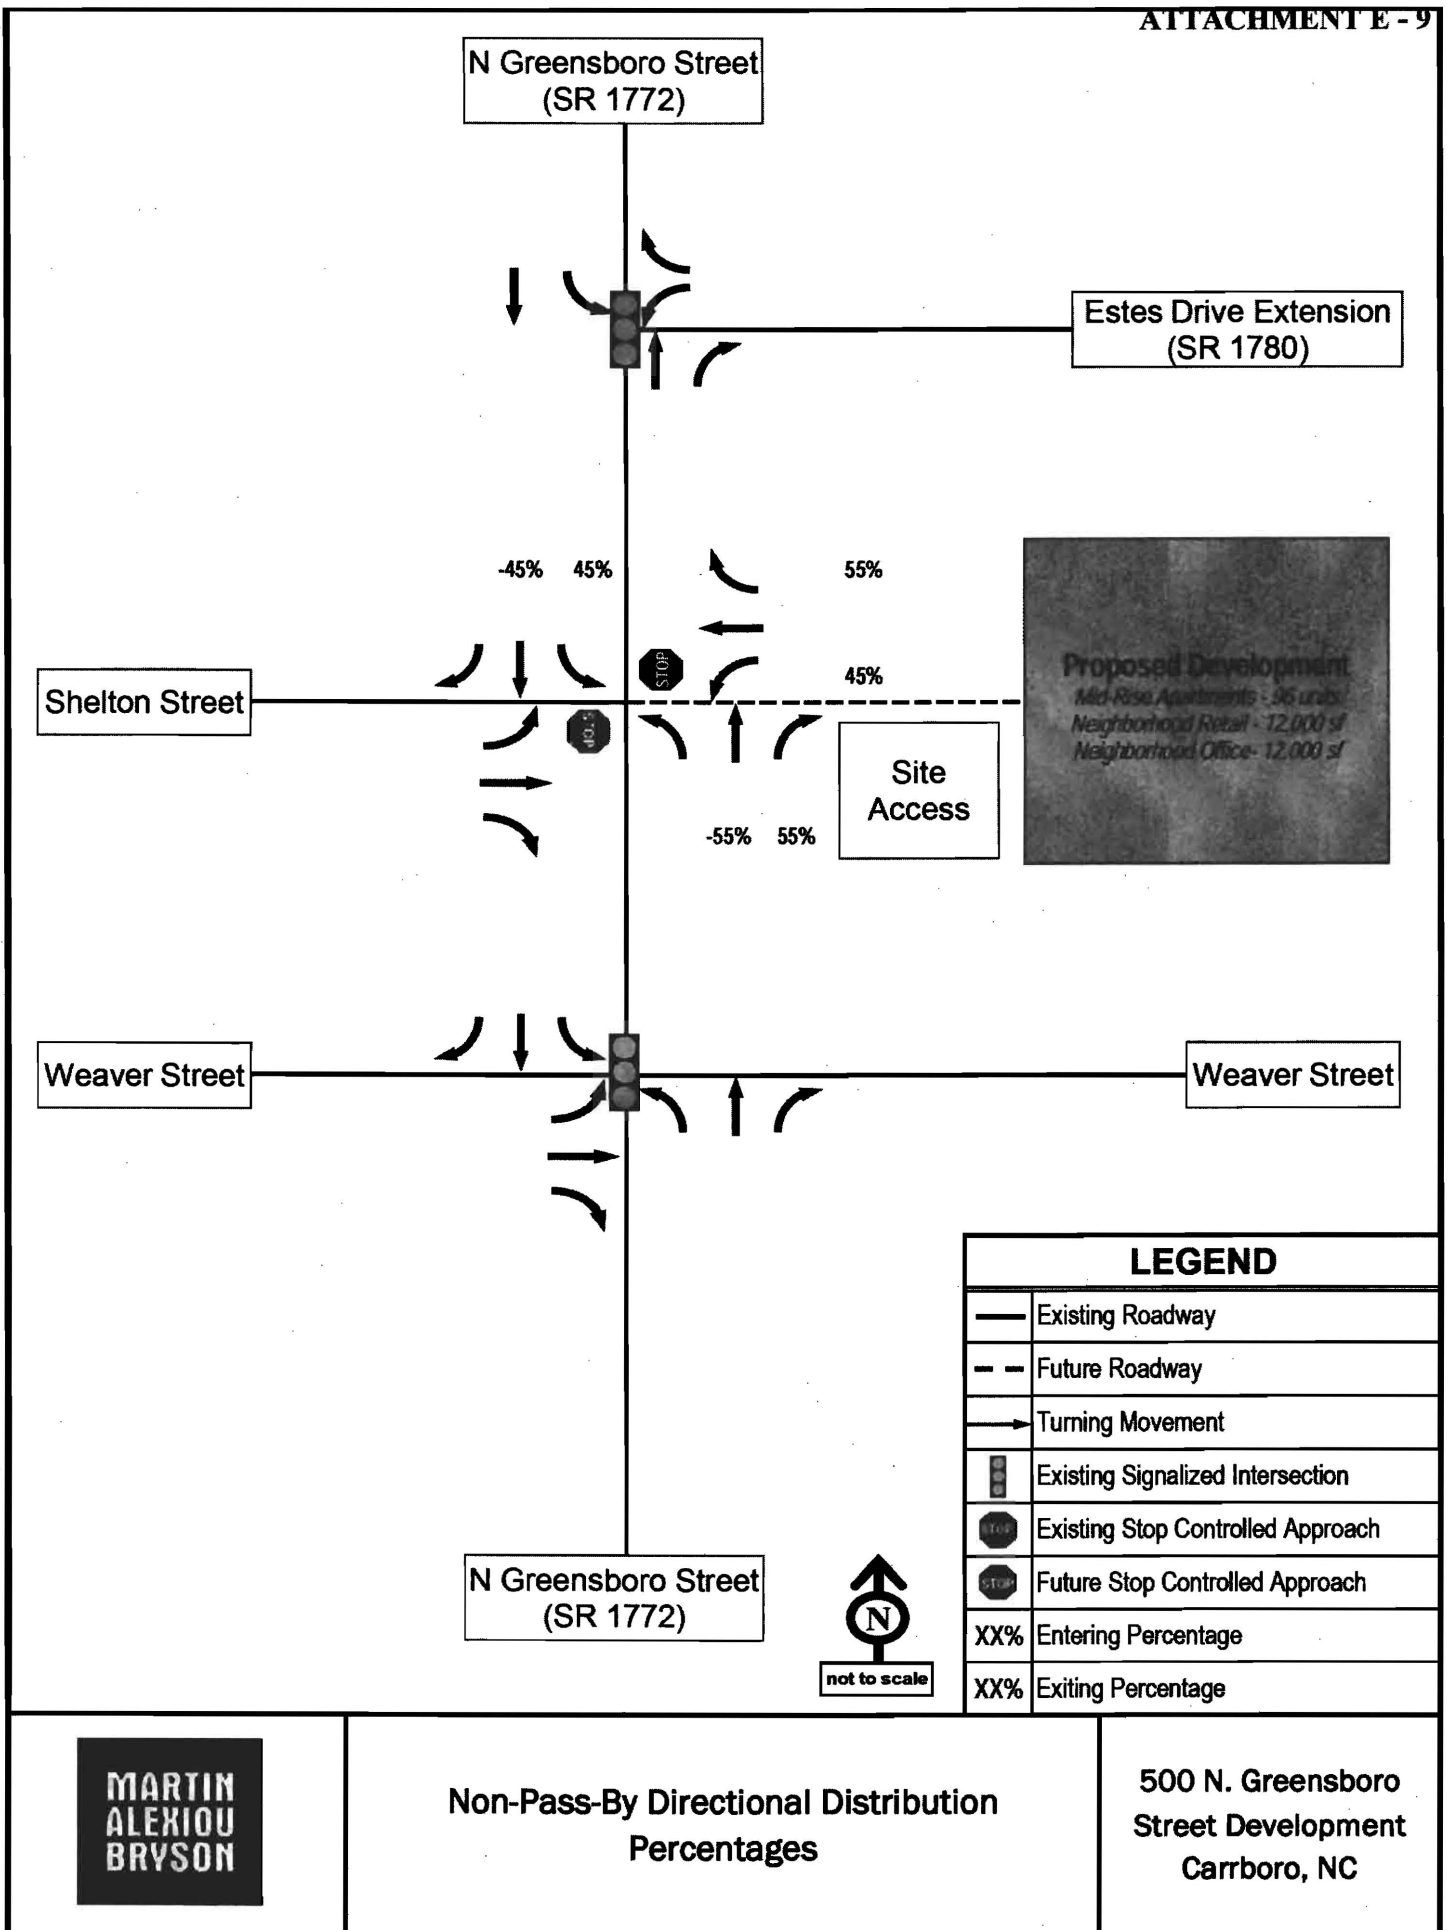 ATTACHMENT E - 9
N Greensboro Street
(SR 1772)
Estes Drive Extension
(SR 1780)
-45% 45% 55%
STOP
45%
Shelton Street
STOP
Proposed Development
Mid-Rise Apartments - 96 units
Neighborhood Retail - 12,000 sf
Neighborhood Office- 12,000 sf
Site
Access
-55% 55%
Weaver Street
Weaver Street
LEGEND
Existing Roadway
Future Roadway
Turning Movement
Existing Signalized Intersection
STOP Existing Stop Controlled Approach
STOP Future Stop Controlled Approach
XX% Entering Percentage
XX% Exiting Percentage
N Greensboro Street
(SR 1772)
N
not to scale
MARTIN
ALEXIOU
BRYSON
Non-Pass-By Directional Distribution
Percentages
500 N. Greensboro
Street Development
Carrboro, NC